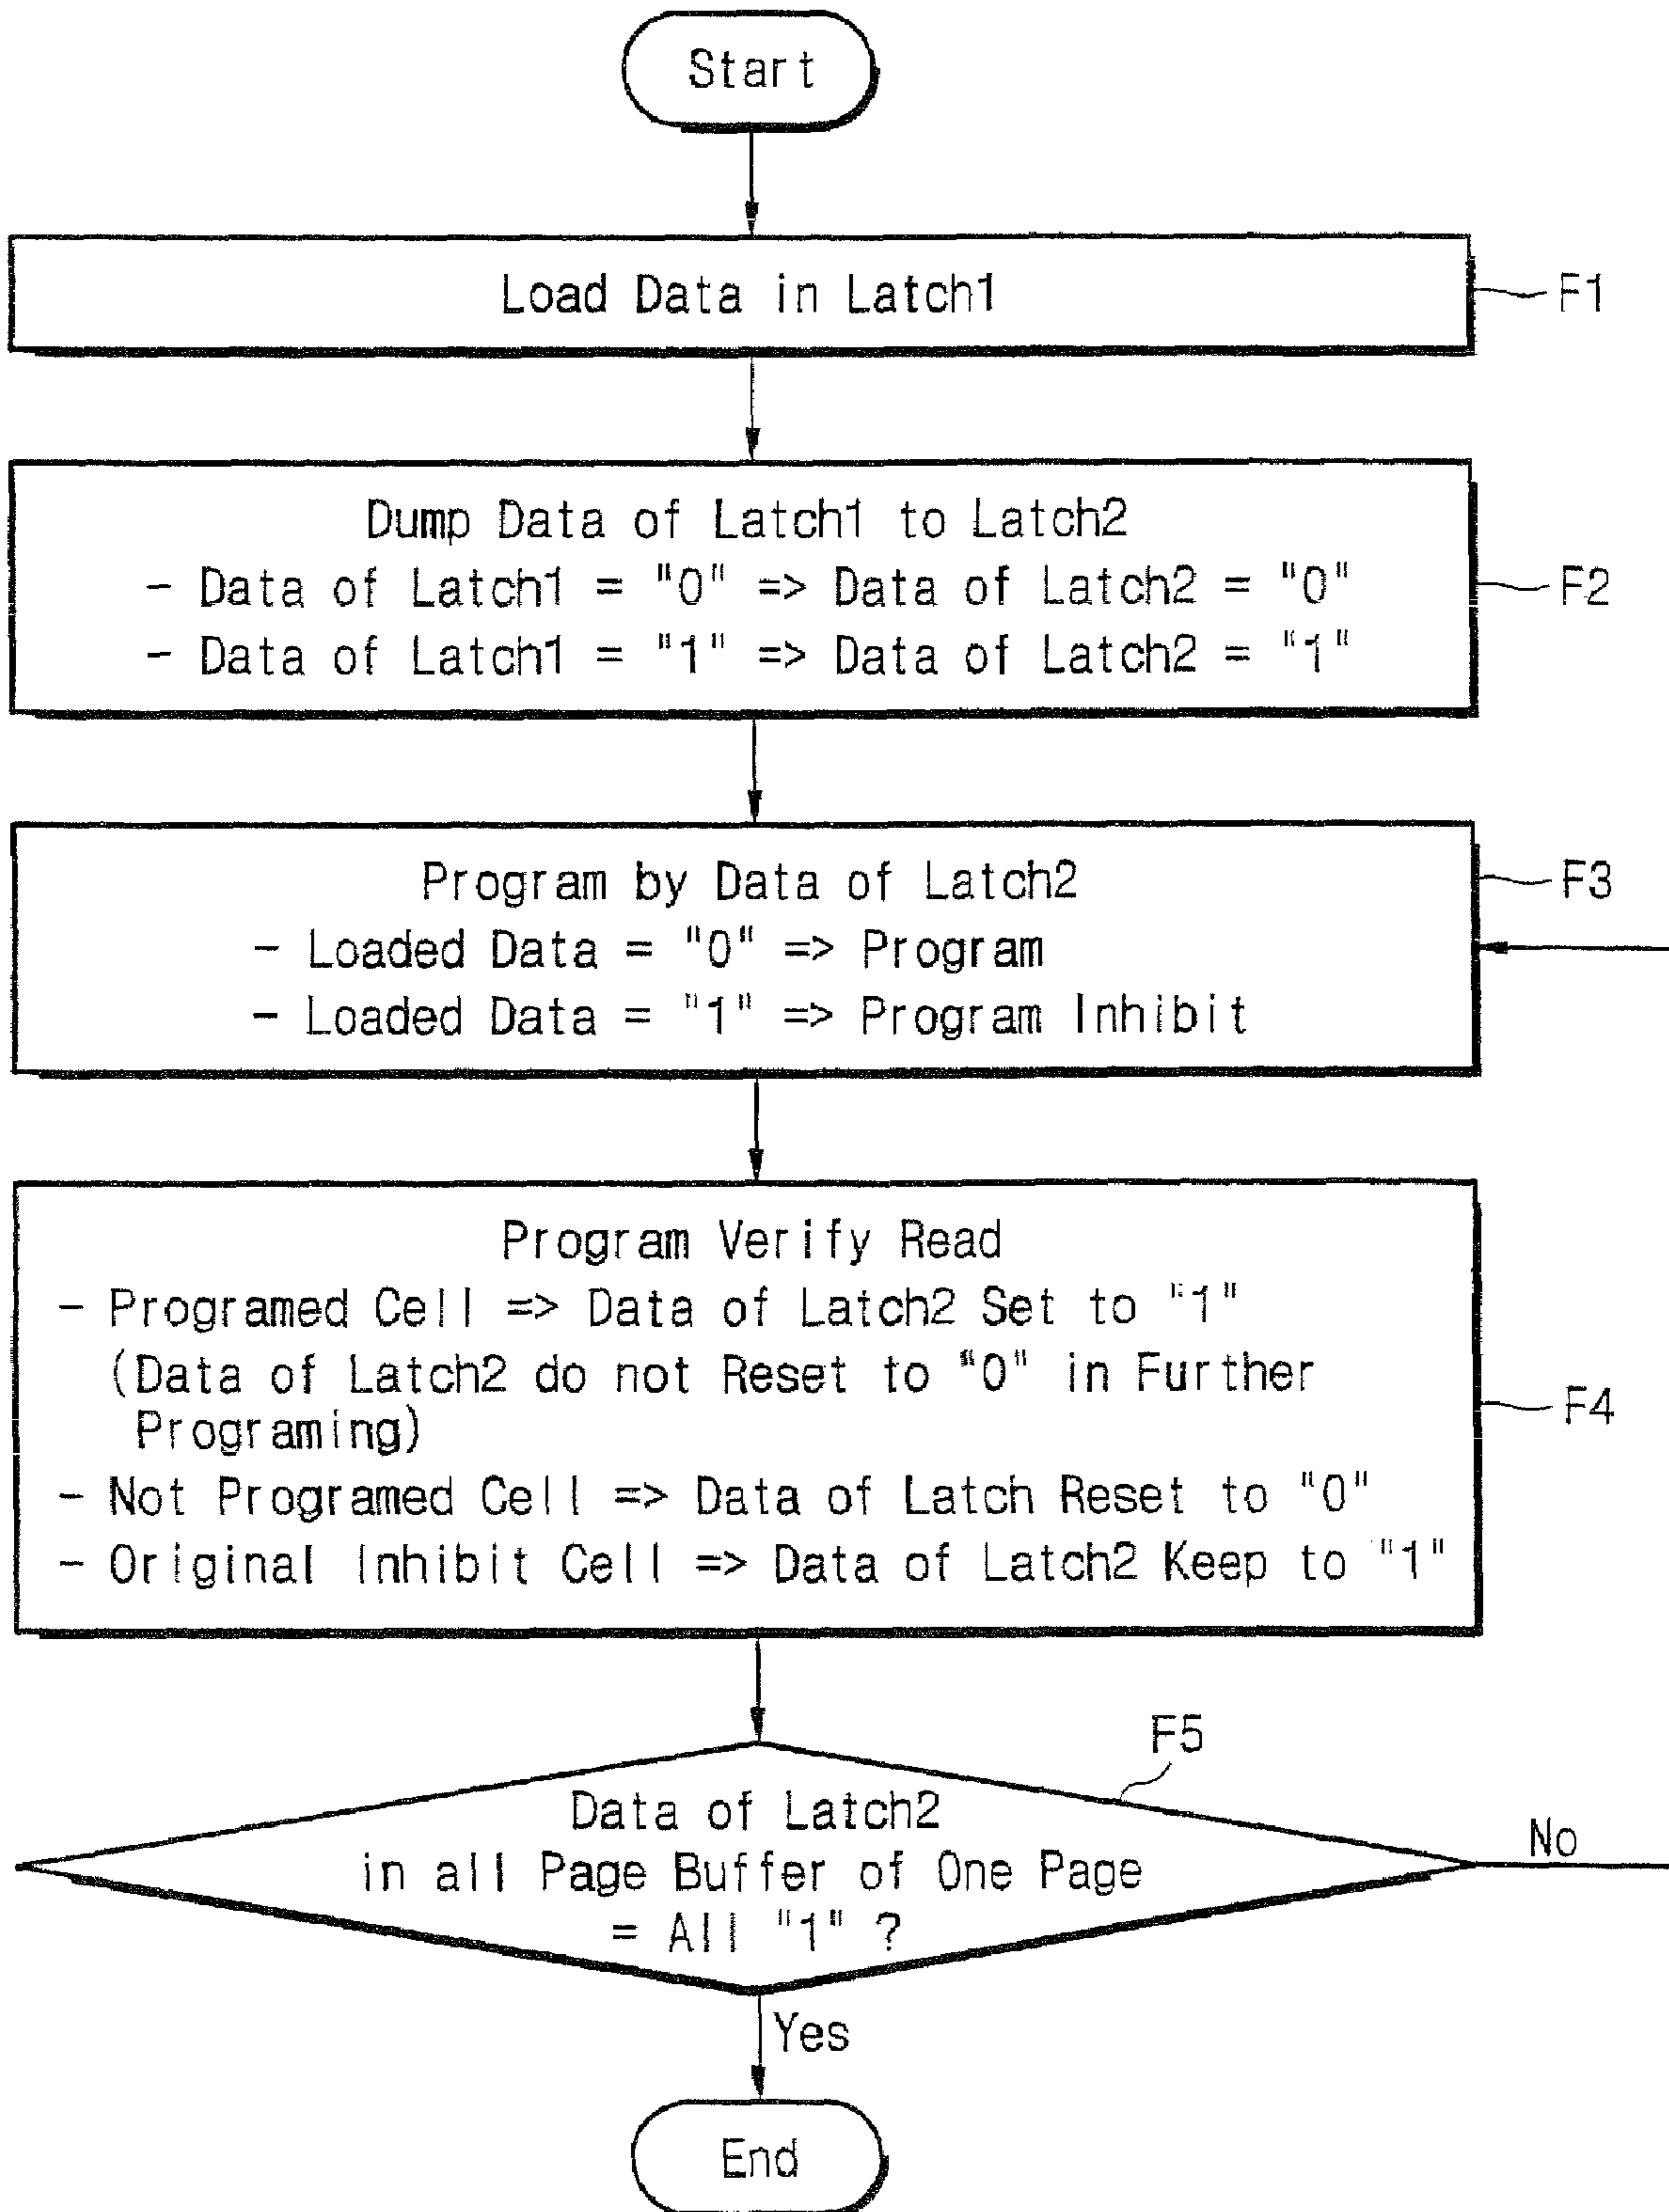 Start
Load Data in Latch1
F1
Dump Data of Latch1 to Latch2
- Data of Latch1 = "0" => Data of Latch2 = "0"
- Data of Latch1 = "1" => Data of Latch2 = "1"
F2
Program by Data of Latch2
- Loaded Data = "0" => Program
- Loaded Data = "1" => Program Inhibit
F3
Program Verify Read
- Programed Cell => Data of Latch2 Set to "1"
(Data of Latch2 do not Reset to "0" in Further
Programing)
- Not Programed Cell => Data of Latch Reset to "0"
- Original Inhibit Cell => Data of Latch2 Keep to "1"
F4
F5
Data of Latch2
in all Page Buffer of One Page
= All "1" ?
No
Yes
End